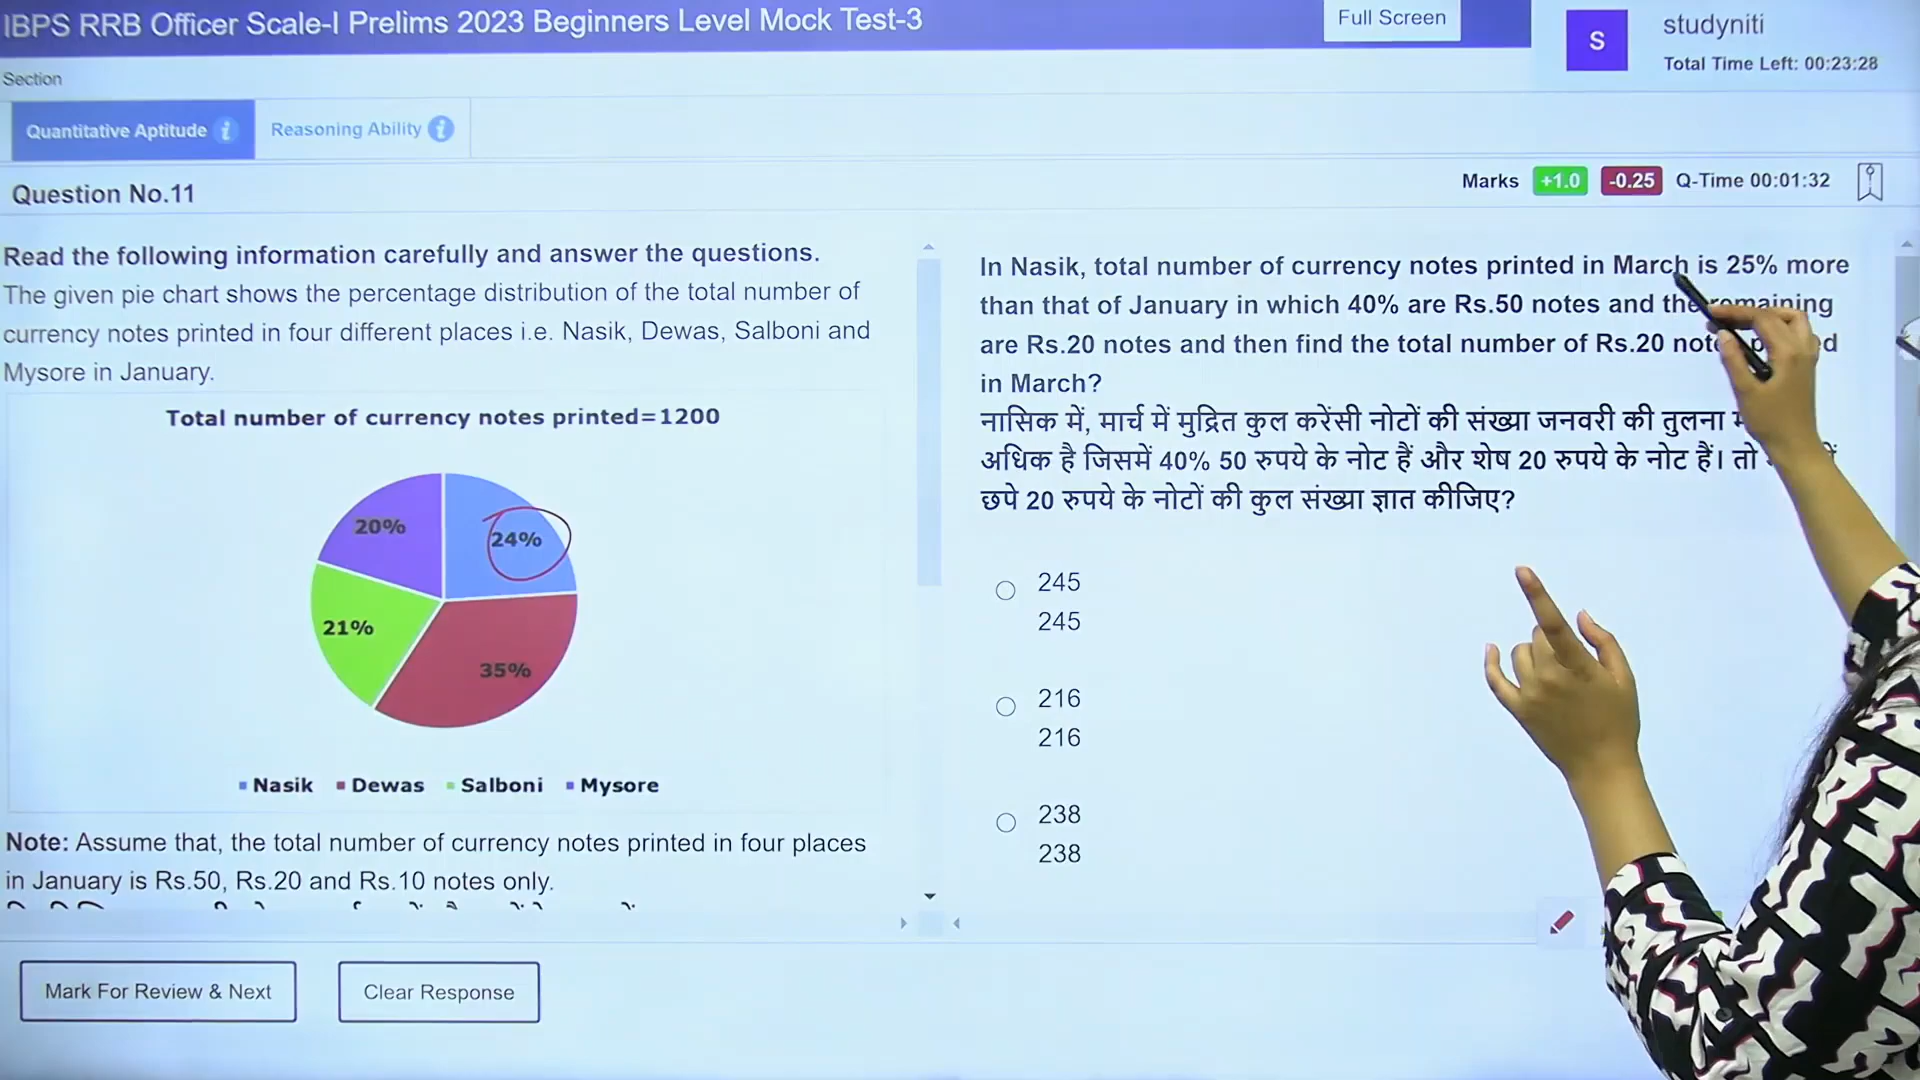 IBPS RRB Officer Scale-I Prelims 2023 Beginners Level Mock Test-3
Full Screen
S
studyniti
Total Time Left: 00:23:28
Section
Quantitative Aptitude i
Reasoning Ability i
Question No.11
Marks +1.0 -0.25 Q-Time 00:01:32
Read the following information carefully and answer the questions.
The given pie chart shows the percentage distribution of the total number of
currency notes printed in four different places i.e. Nasik, Dewas, Salboni and
Mysore in January.
Total number of currency notes printed=1200
20%
24%
21%
35%
Nasik Dewas Salboni Mysore
Note: Assume that, the total number of currency notes printed in four places
in January is Rs.50, Rs.20 and Rs.10 notes only.
In Nasik, total number of currency notes printed in March is 25% more
than that of January in which 40% are Rs.50 notes and the remaining
are Rs.20 notes and then find the total number of Rs.20
in March?
नासिक में, मार्च में मुद्रित कुल करेंसी नोटों की संख्या जनवरी की तुलना
अधिक है जिसमें 40% 50 रुपये के नोट हैं और शेष 20 रुपये के नोट हैं। तो
छपे 20 रुपये के नोटों की कुल संख्या ज्ञात कीजिए?
245
245
216
216
238
238
Mark For Review & Next
Clear Response